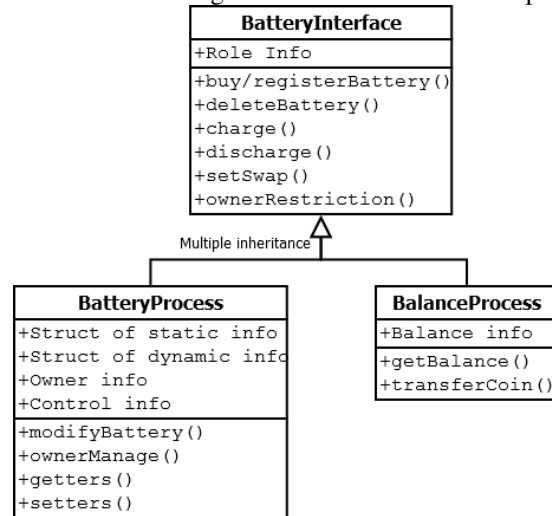 BatteryInterface
+Role Info
+buy/registerBattery()
+deleteBattery()
+charge()
+discharge()
+setSwap()
+ownerRestriction()
Multiple inheritance
BatteryProcess
+Struct of static info
+Struct of dynamic info
+Owner info
+Control info
+modifyBattery()
+ownerManage()
+getters()
+setters()
BalanceProcess
+Balance info
+getBalance()
+transferCoin()